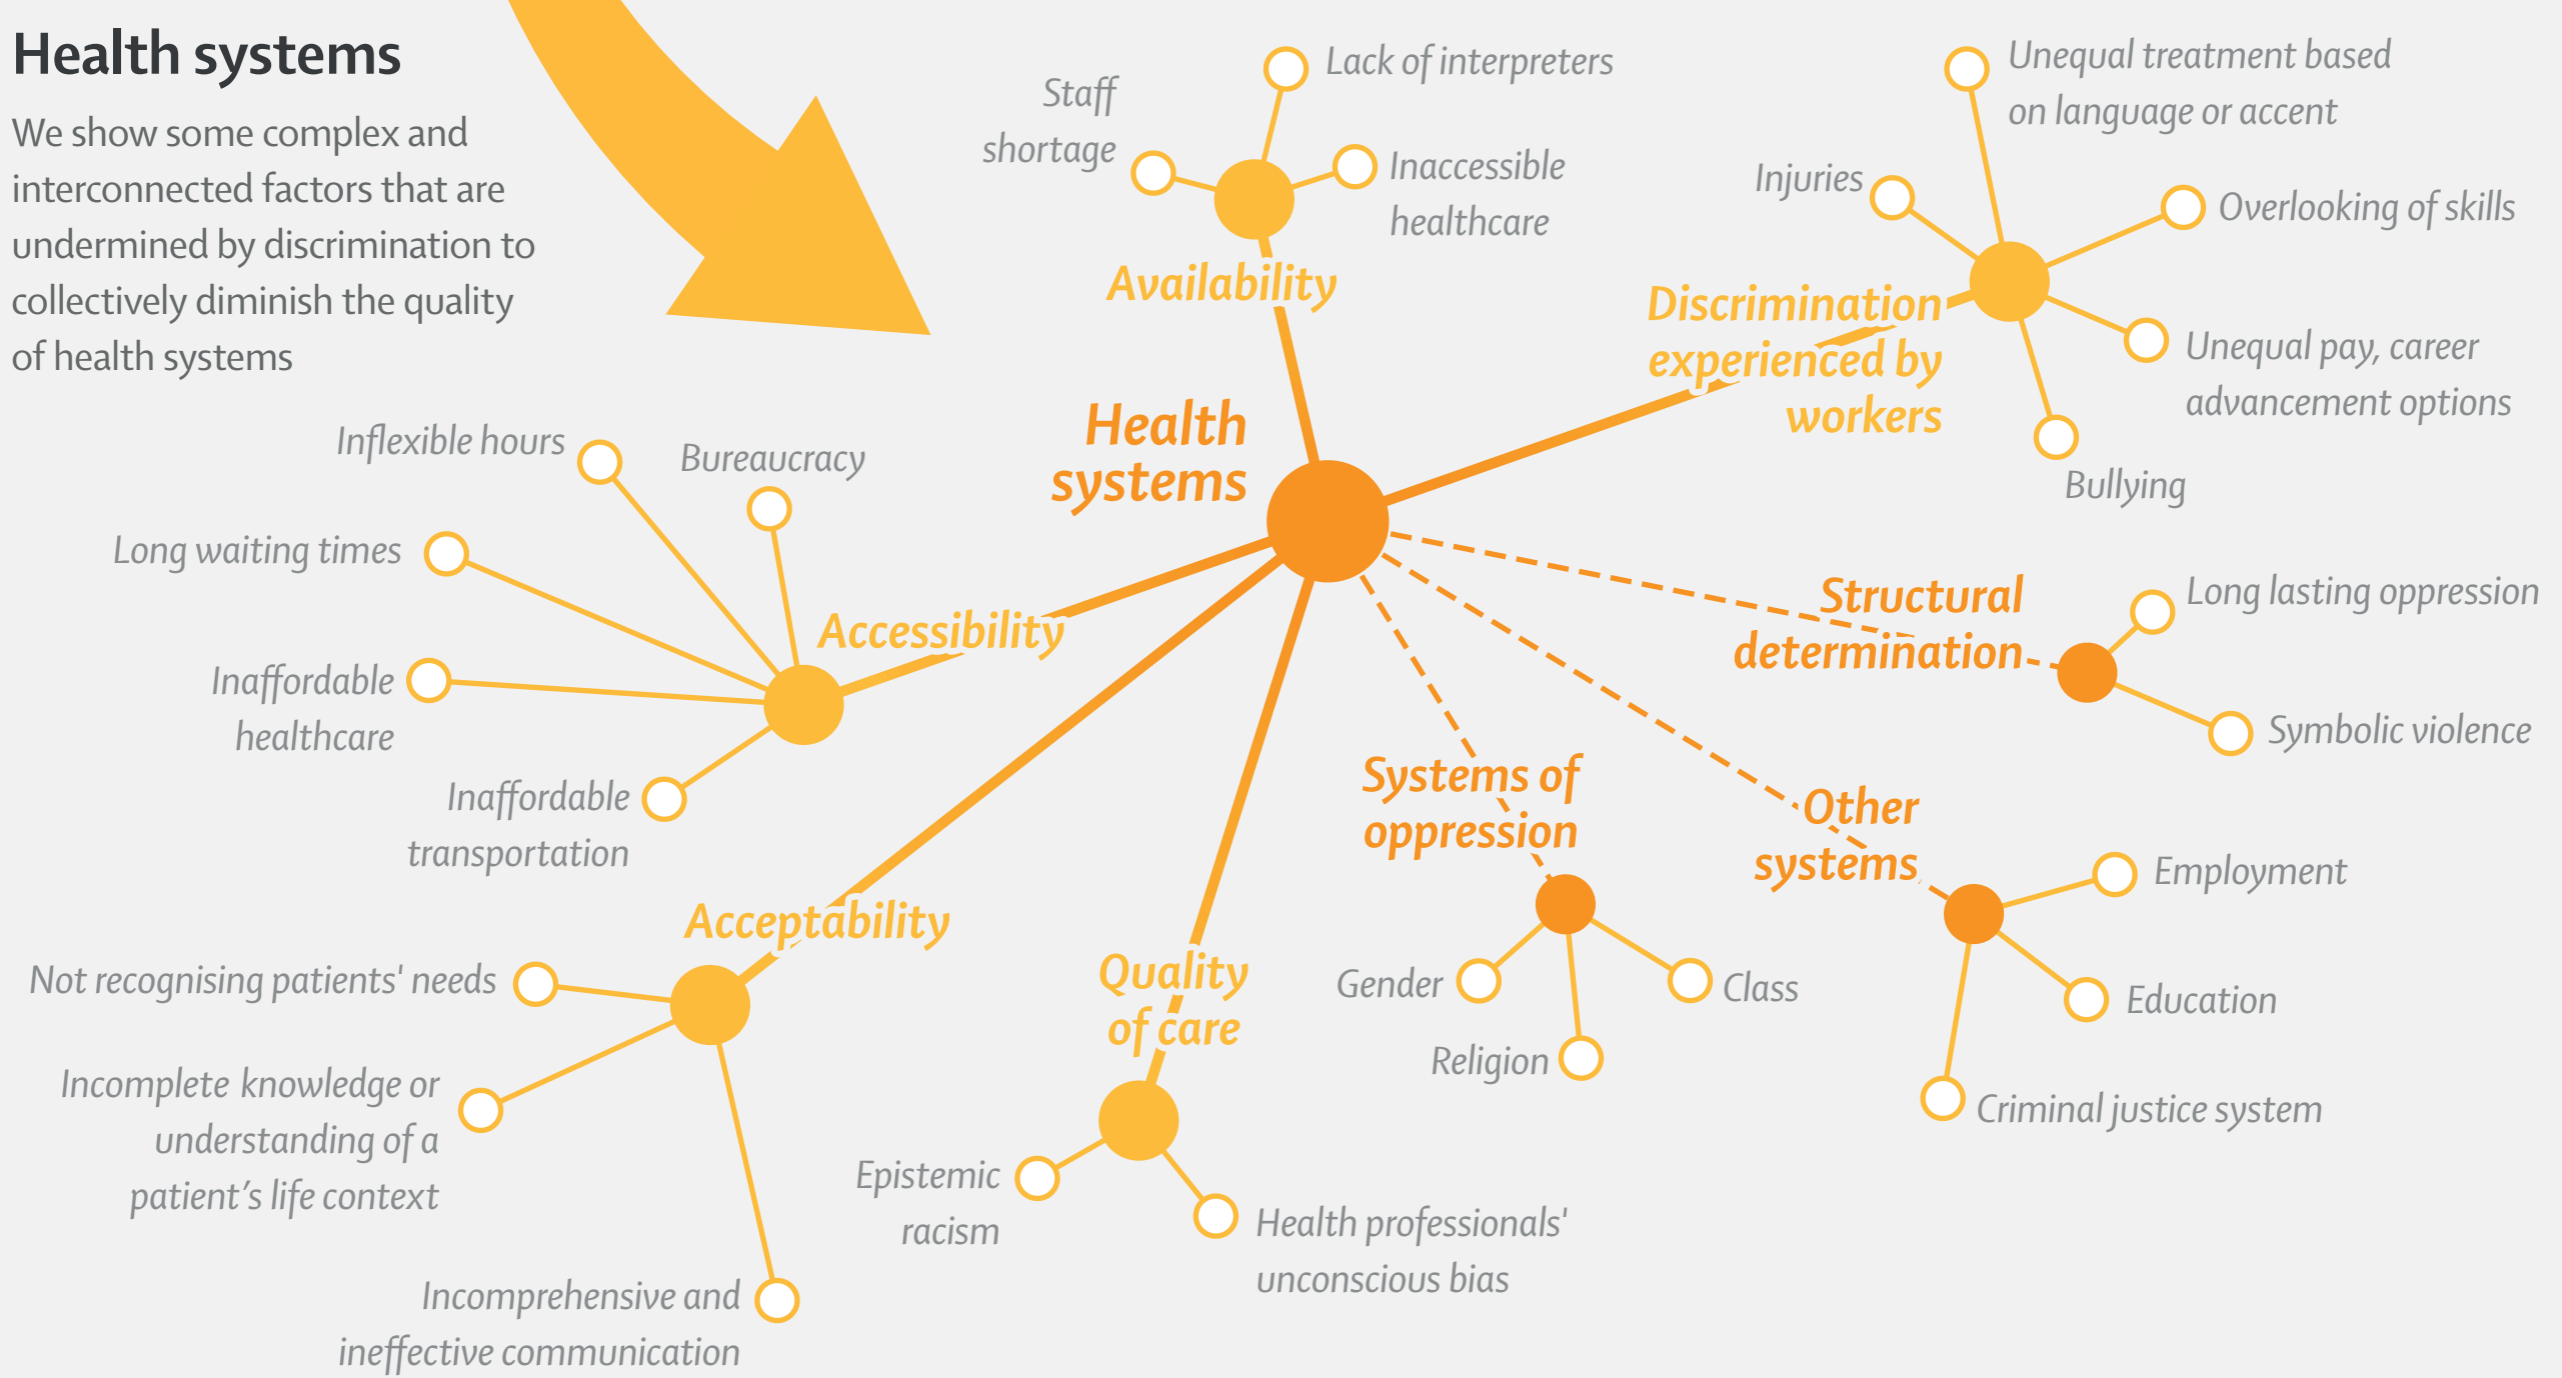 Health systems
We show some complex and
interconnected factors that are
undermined by discrimination to
collectively diminish the quality
of health systems
Staff
shortage
Lack of interpreters
Inaccessible
healthcare
Availability
Unequal treatment based
on language or accent
Injuries
Overlooking of skills
Discrimination
experienced by
workers
Unequal pay, career
advancement options
Bullying
Health
systems
Inflexible hours
Bureaucracy
Long waiting times
Accessibility
Inaffordable
healthcare
Inaffordable
transportation
Structural
determination
Long lasting oppression
Symbolic violence
Systems of
oppression
Gender
Religion
Class
Other
systems
Employment
Education
Criminal justice system
Acceptability
Not recognising patients' needs
Incomplete knowledge or
understanding of a
patient’s life context
Incomprehensive and
ineffective communication
Quality
of care
Epistemic
racism
Health professionals'
unconscious bias